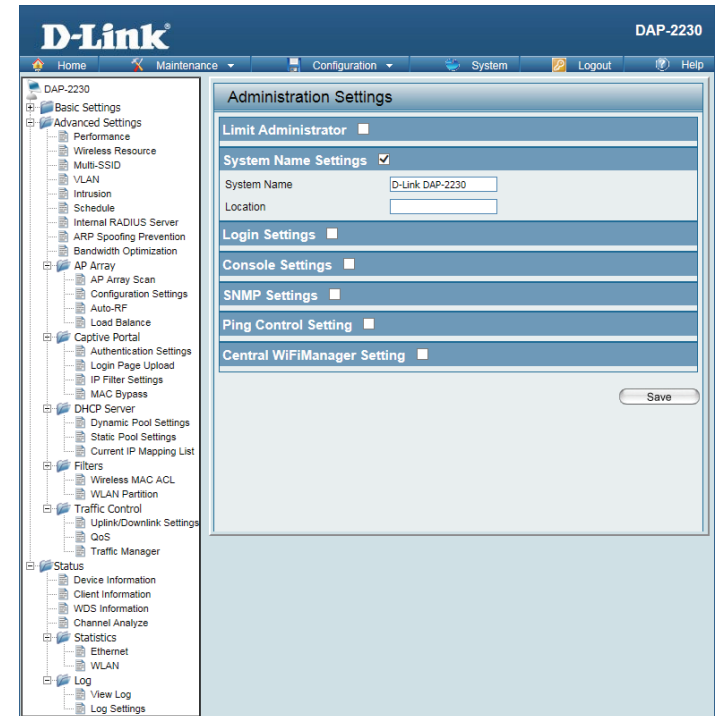 D-Link®
DAP-2230
Home
Maintenance
Configuration
System
Logout
Help
DAP-2230
Basic Settings
Advanced Settings
Performance
Wireless Resource
Multi-SSID
VLAN
Intrusion
Schedule
Internal RADIUS Server
ARP Spoofing Prevention
Bandwidth Optimization
AP Array
AP Array Scan
Configuration Settings
Auto-RF
Load Balance
Captive Portal
Authentication Settings
Login Page Upload
IP Filter Settings
MAC Bypass
DHCP Server
Dynamic Pool Settings
Static Pool Settings
Current IP Mapping List
Filters
Wireless MAC ACL
WLAN Partition
Traffic Control
Uplink/Downlink Settings
QoS
Traffic Manager
Status
Device Information
Client Information
WDS Information
Channel Analyze
Statistics
Ethernet
WLAN
Log
View Log
Log Settings
Administration Settings
Limit Administrator
System Name Settings
System Name D-Link DAP-2230
Location
Login Settings
Console Settings
SNMP Settings
Ping Control Setting
Central WiFiManager Setting
Save